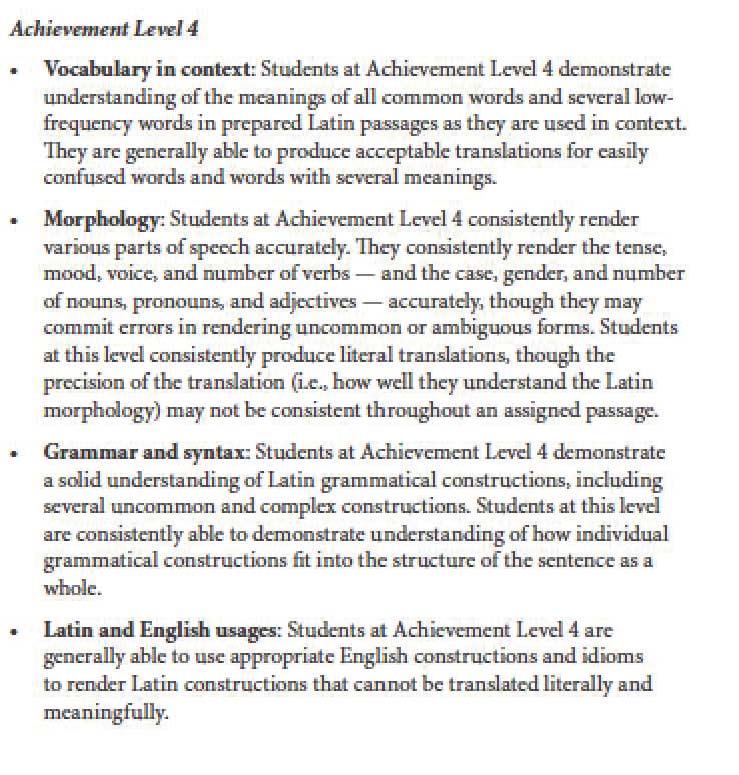 Achievement Level 4
• Vocabulary in context: Students at Achievement Level 4 demonstrate
understanding of the meanings of all common words and several low-
frequency words in prepared Latin passages as they are used in context.
They are generally able to produce acceptable translations for easily
confused words and words with several meanings.
• Morphology: Students at Achievement Level 4 consistently render
various parts of speech accurately. They consistently render the tense,
mood, voice, and number of verbs — and the case, gender, and number
of nouns, pronouns, and adjectives — accurately, though they may
commit errors in rendering uncommon or ambiguous forms. Students
at this level consistently produce literal translations, though the
precision of the translation (i.e., how well they understand the Latin
morphology) may not be consistent throughout an assigned passage.
• Grammar and syntax: Students at Achievement Level 4 demonstrate
a solid understanding of Latin grammatical constructions, including
several uncommon and complex constructions. Students at this level
are consistently able to demonstrate understanding of how individual
grammatical constructions fit into the structure of the sentence as a
whole.
• Latin and English usages: Students at Achievement Level 4 are
generally able to use appropriate English constructions and idioms
to render Latin constructions that cannot be translated literally and
meaningfully.